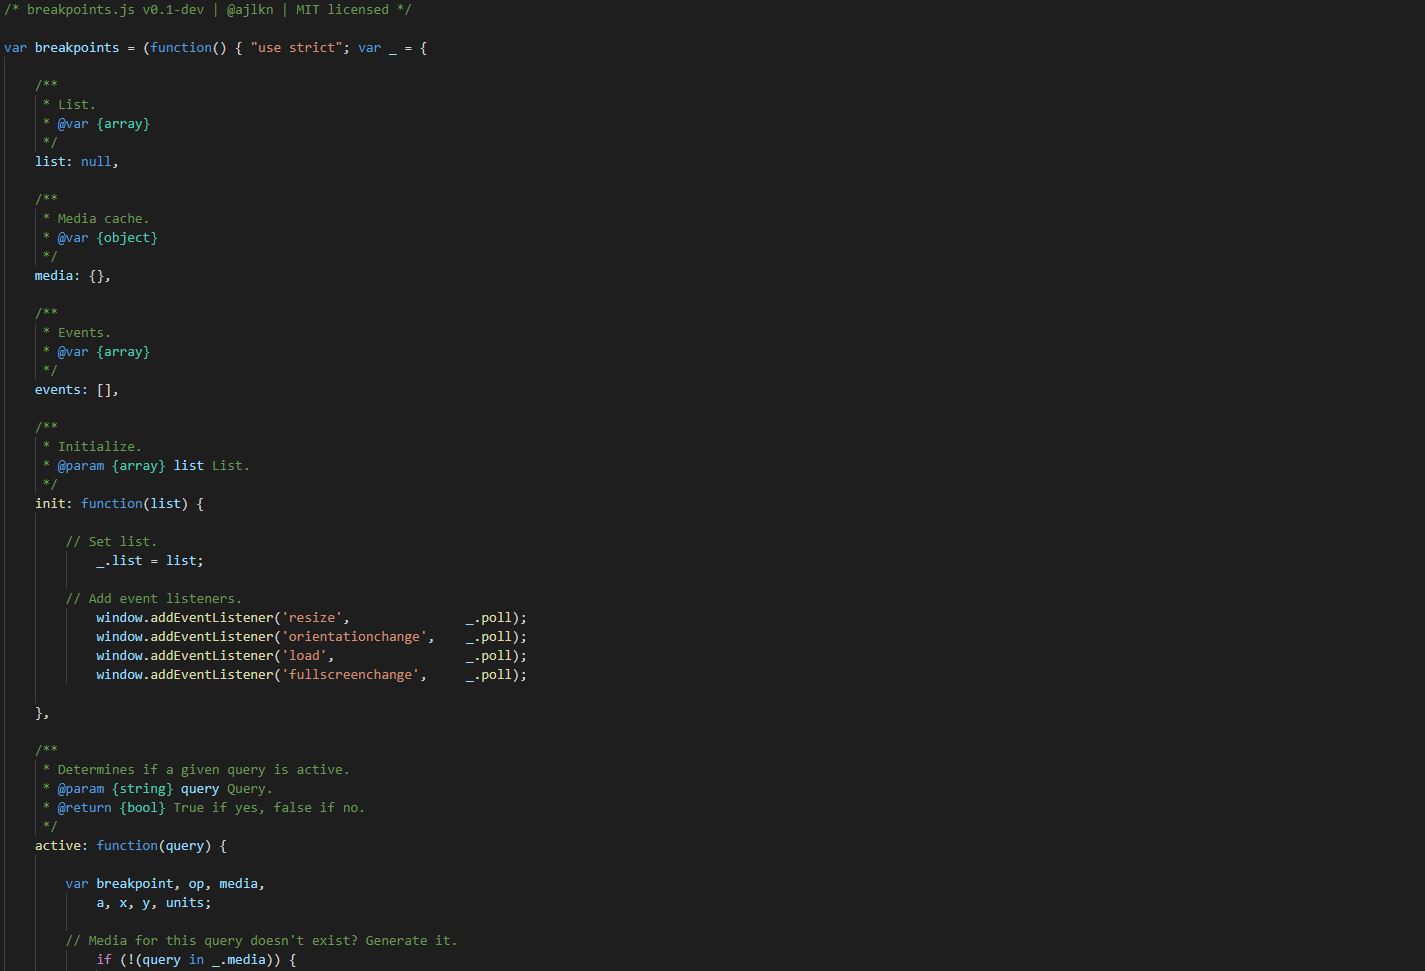 /* breakpoints.js v0.1-dev | @ajlkn | MIT licensed */
var breakpoints = (function() { "use strict"; var _ = {
/**
* List.
* @var {array}
*/
list: null,
/**
* Media cache.
* @var {object}
*/
media: {},
/**
* Events.
* @var {array}
*/
events: [],
/**
* Initialize.
* @param {array} list List.
*/
init: function(list) {
// Set list.
_.list = list;
// Add event listeners.
window.addEventListener('resize', _.poll);
window.addEventListener('orientationchange', _.poll);
window.addEventListener('load', _.poll);
window.addEventListener('fullscreenchange', _.poll);
},
/**
* Determines if a given query is active.
* @param {string} query Query.
* @return {bool} True if yes, false if no.
*/
active: function(query) {
var breakpoint, op, media,
a, x, y, units;
// Media for this query doesn't exist? Generate it.
if (!(query in _.media)) {